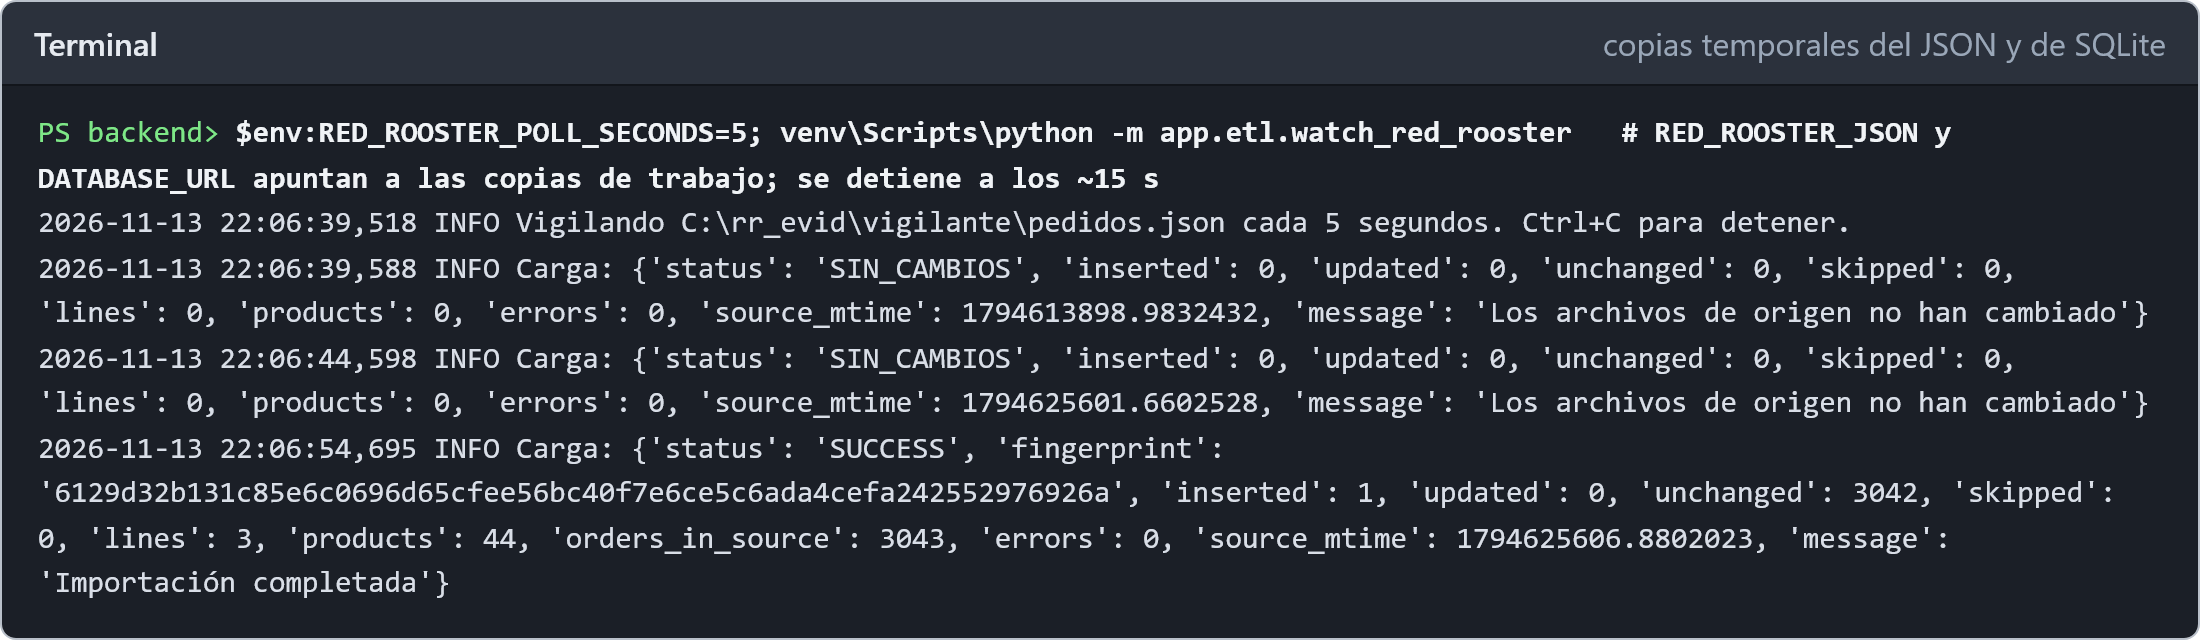 Terminal
copias temporales del JSON y de SQLite
PS backend> $env:RED_ROOSTER_POLL_SECONDS=5; venv\Scripts\python -m app.etl.watch_red_rooster   # RED_ROOSTER_JSON y
DATABASE_URL apuntan a las copias de trabajo; se detiene a los ~15 s
2026-11-13 22:06:39,518 INFO Vigilando C:\rr_evid\vigilante\pedidos.json cada 5 segundos. Ctrl+C para detener.
2026-11-13 22:06:39,588 INFO Carga: {'status': 'SIN_CAMBIOS', 'inserted': 0, 'updated': 0, 'unchanged': 0, 'skipped': 0,
'lines': 0, 'products': 0, 'errors': 0, 'source_mtime': 1794613898.9832432, 'message': 'Los archivos de origen no han cambiado'}
2026-11-13 22:06:44,598 INFO Carga: {'status': 'SIN_CAMBIOS', 'inserted': 0, 'updated': 0, 'unchanged': 0, 'skipped': 0,
'lines': 0, 'products': 0, 'errors': 0, 'source_mtime': 1794625601.6602528, 'message': 'Los archivos de origen no han cambiado'}
2026-11-13 22:06:54,695 INFO Carga: {'status': 'SUCCESS', 'fingerprint':
'6129d32b131c85e6c0696d65cfee56bc40f7e6ce5c6ada4cefa242552976926a', 'inserted': 1, 'updated': 0, 'unchanged': 3042, 'skipped':
0, 'lines': 3, 'products': 44, 'orders_in_source': 3043, 'errors': 0, 'source_mtime': 1794625606.8802023, 'message':
'Importación completada'}